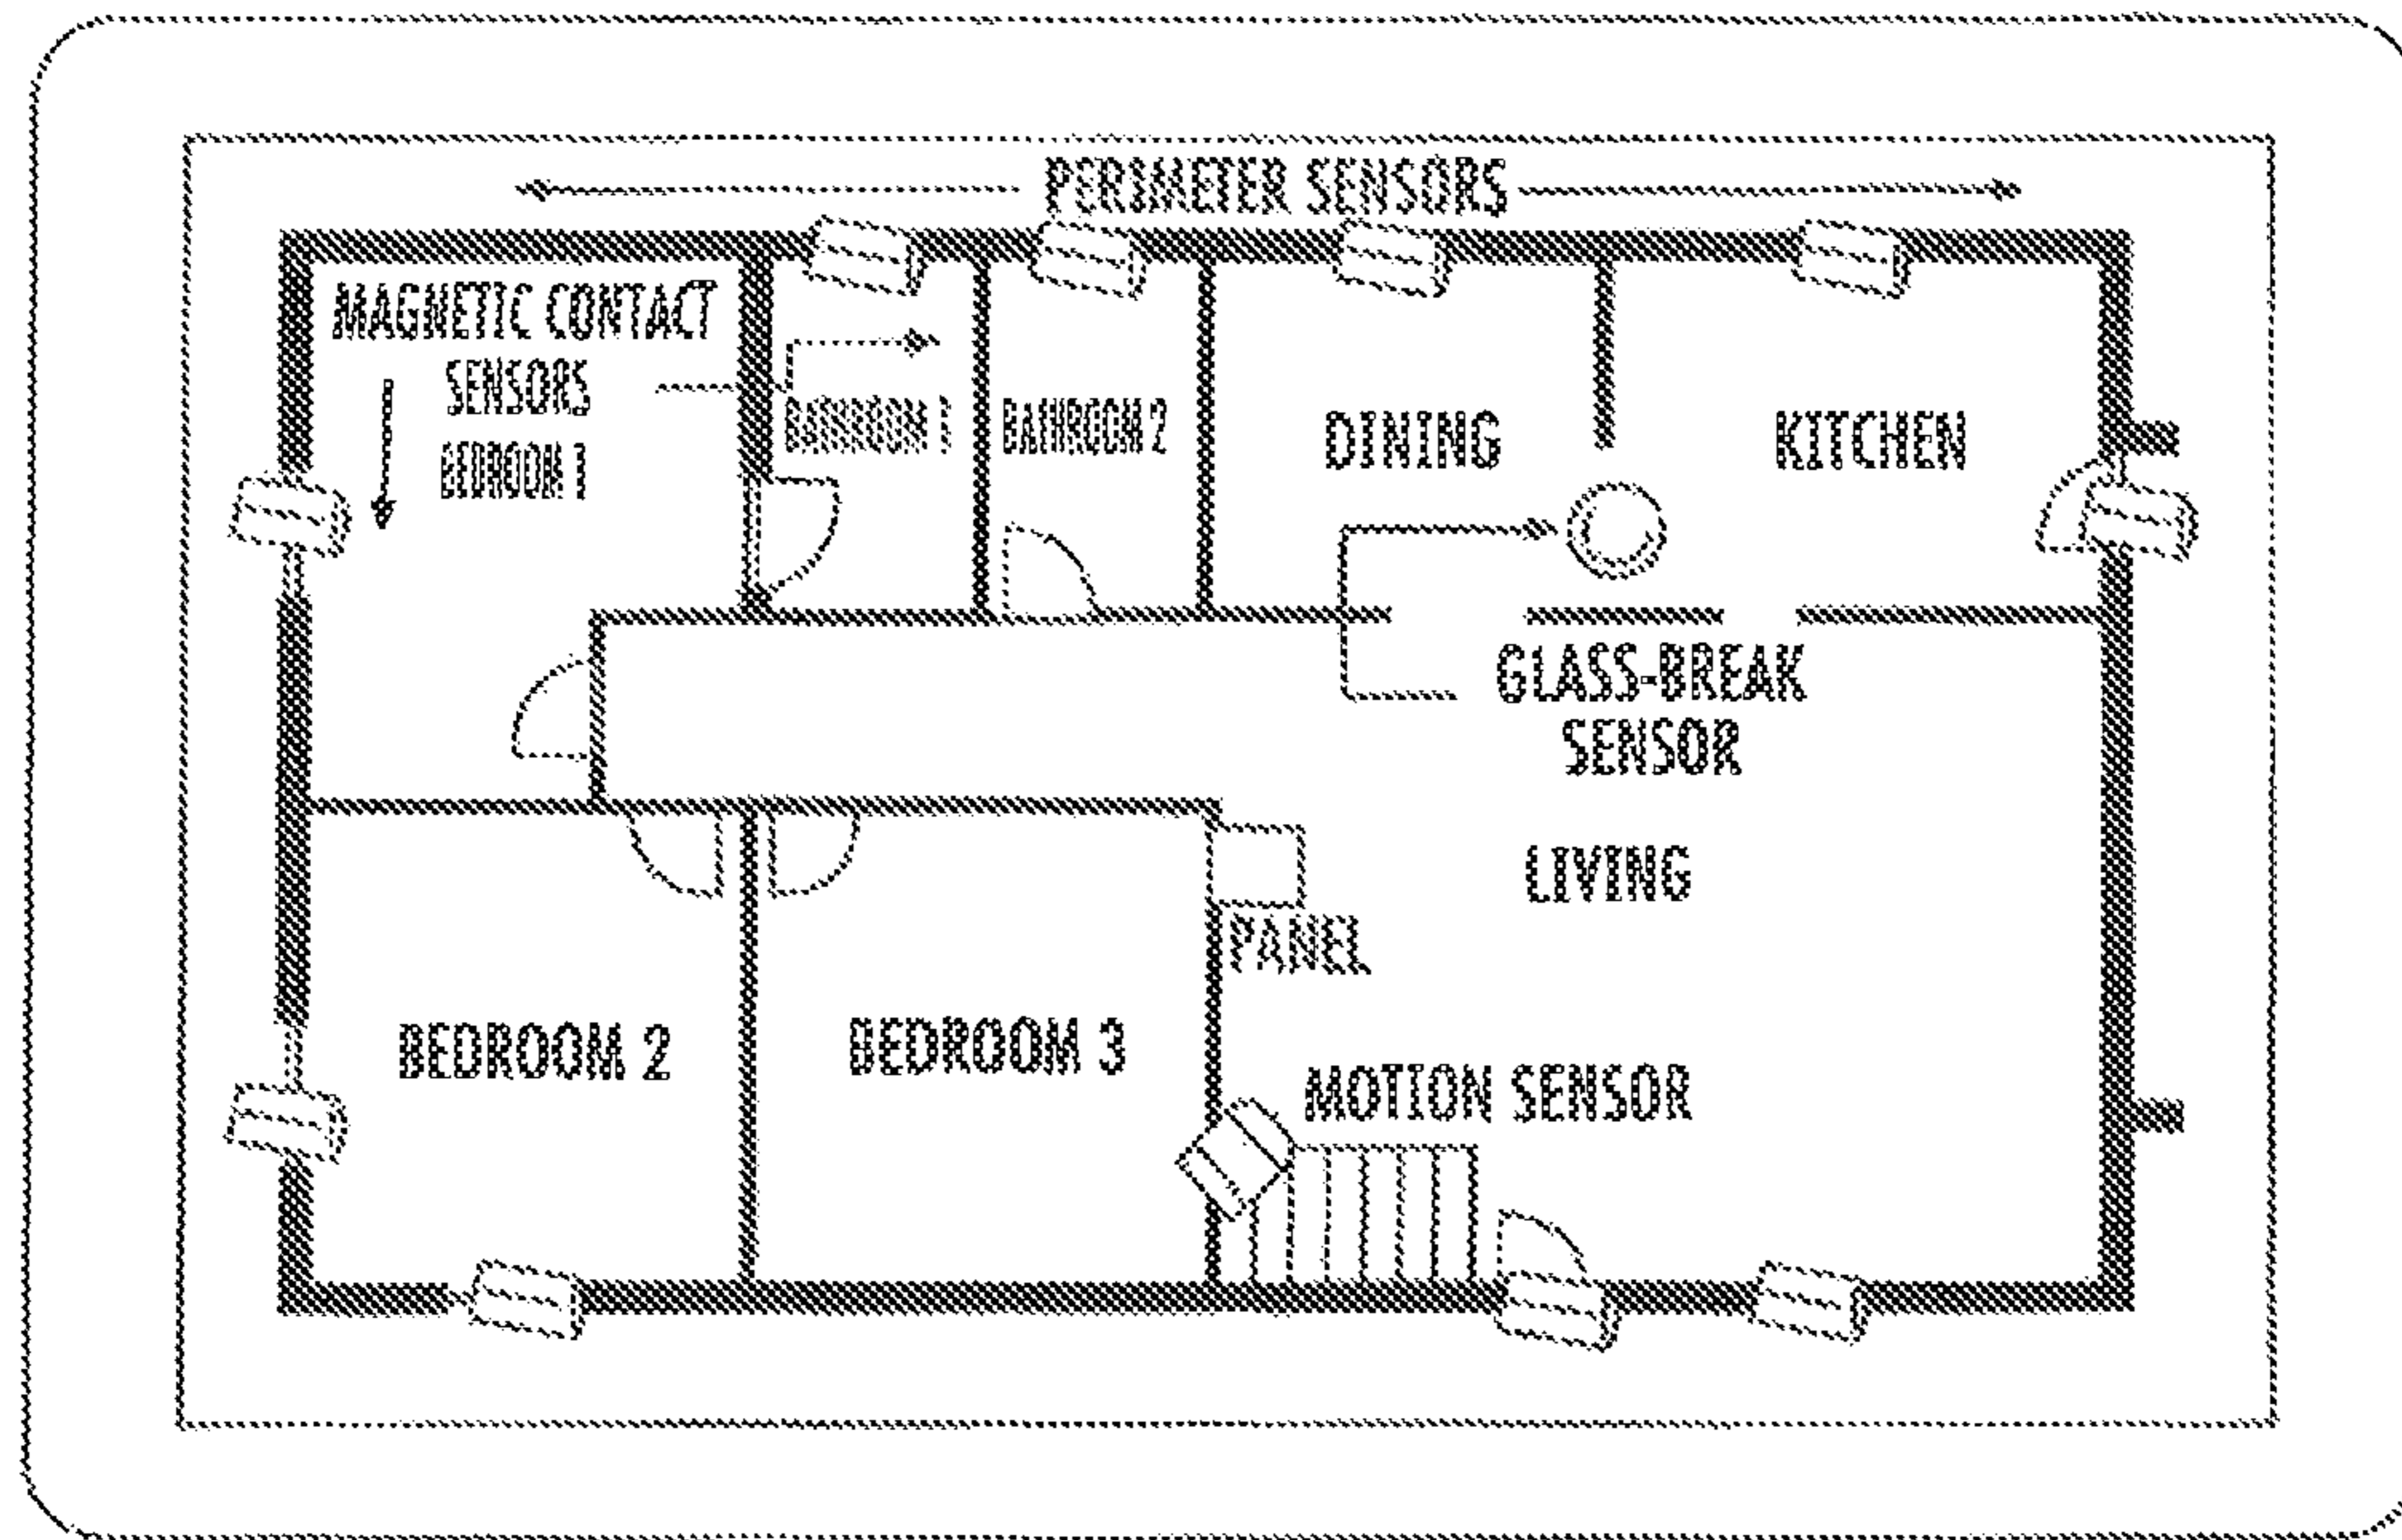 PERIMETER SENSORS
MAGNETIC CONTACT
SENSORS
BEDROOM 1
BATHROOM 1
BATHROOM 2
DINING
KITCHEN
GLASS-BREAK
SENSOR
LIVING
PANEL
BEDROOM 2
BEDROOM 3
MOTION SENSOR